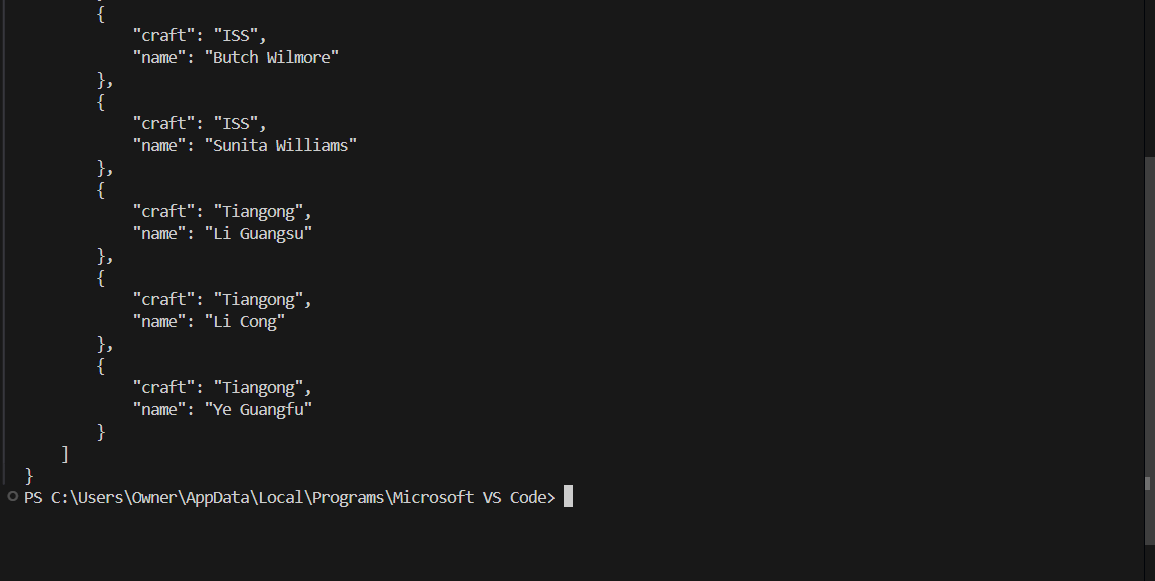 {
            "craft": "ISS",
            "name": "Butch Wilmore"
        },
        {
            "craft": "ISS",
            "name": "Sunita Williams"
        },
        {
            "craft": "Tiangong",
            "name": "Li Guangsu"
        },
        {
            "craft": "Tiangong",
            "name": "Li Cong"
        },
        {
            "craft": "Tiangong",
            "name": "Ye Guangfu"
        }
    ]
}
PS C:\Users\Owner\AppData\Local\Programs\Microsoft VS Code>